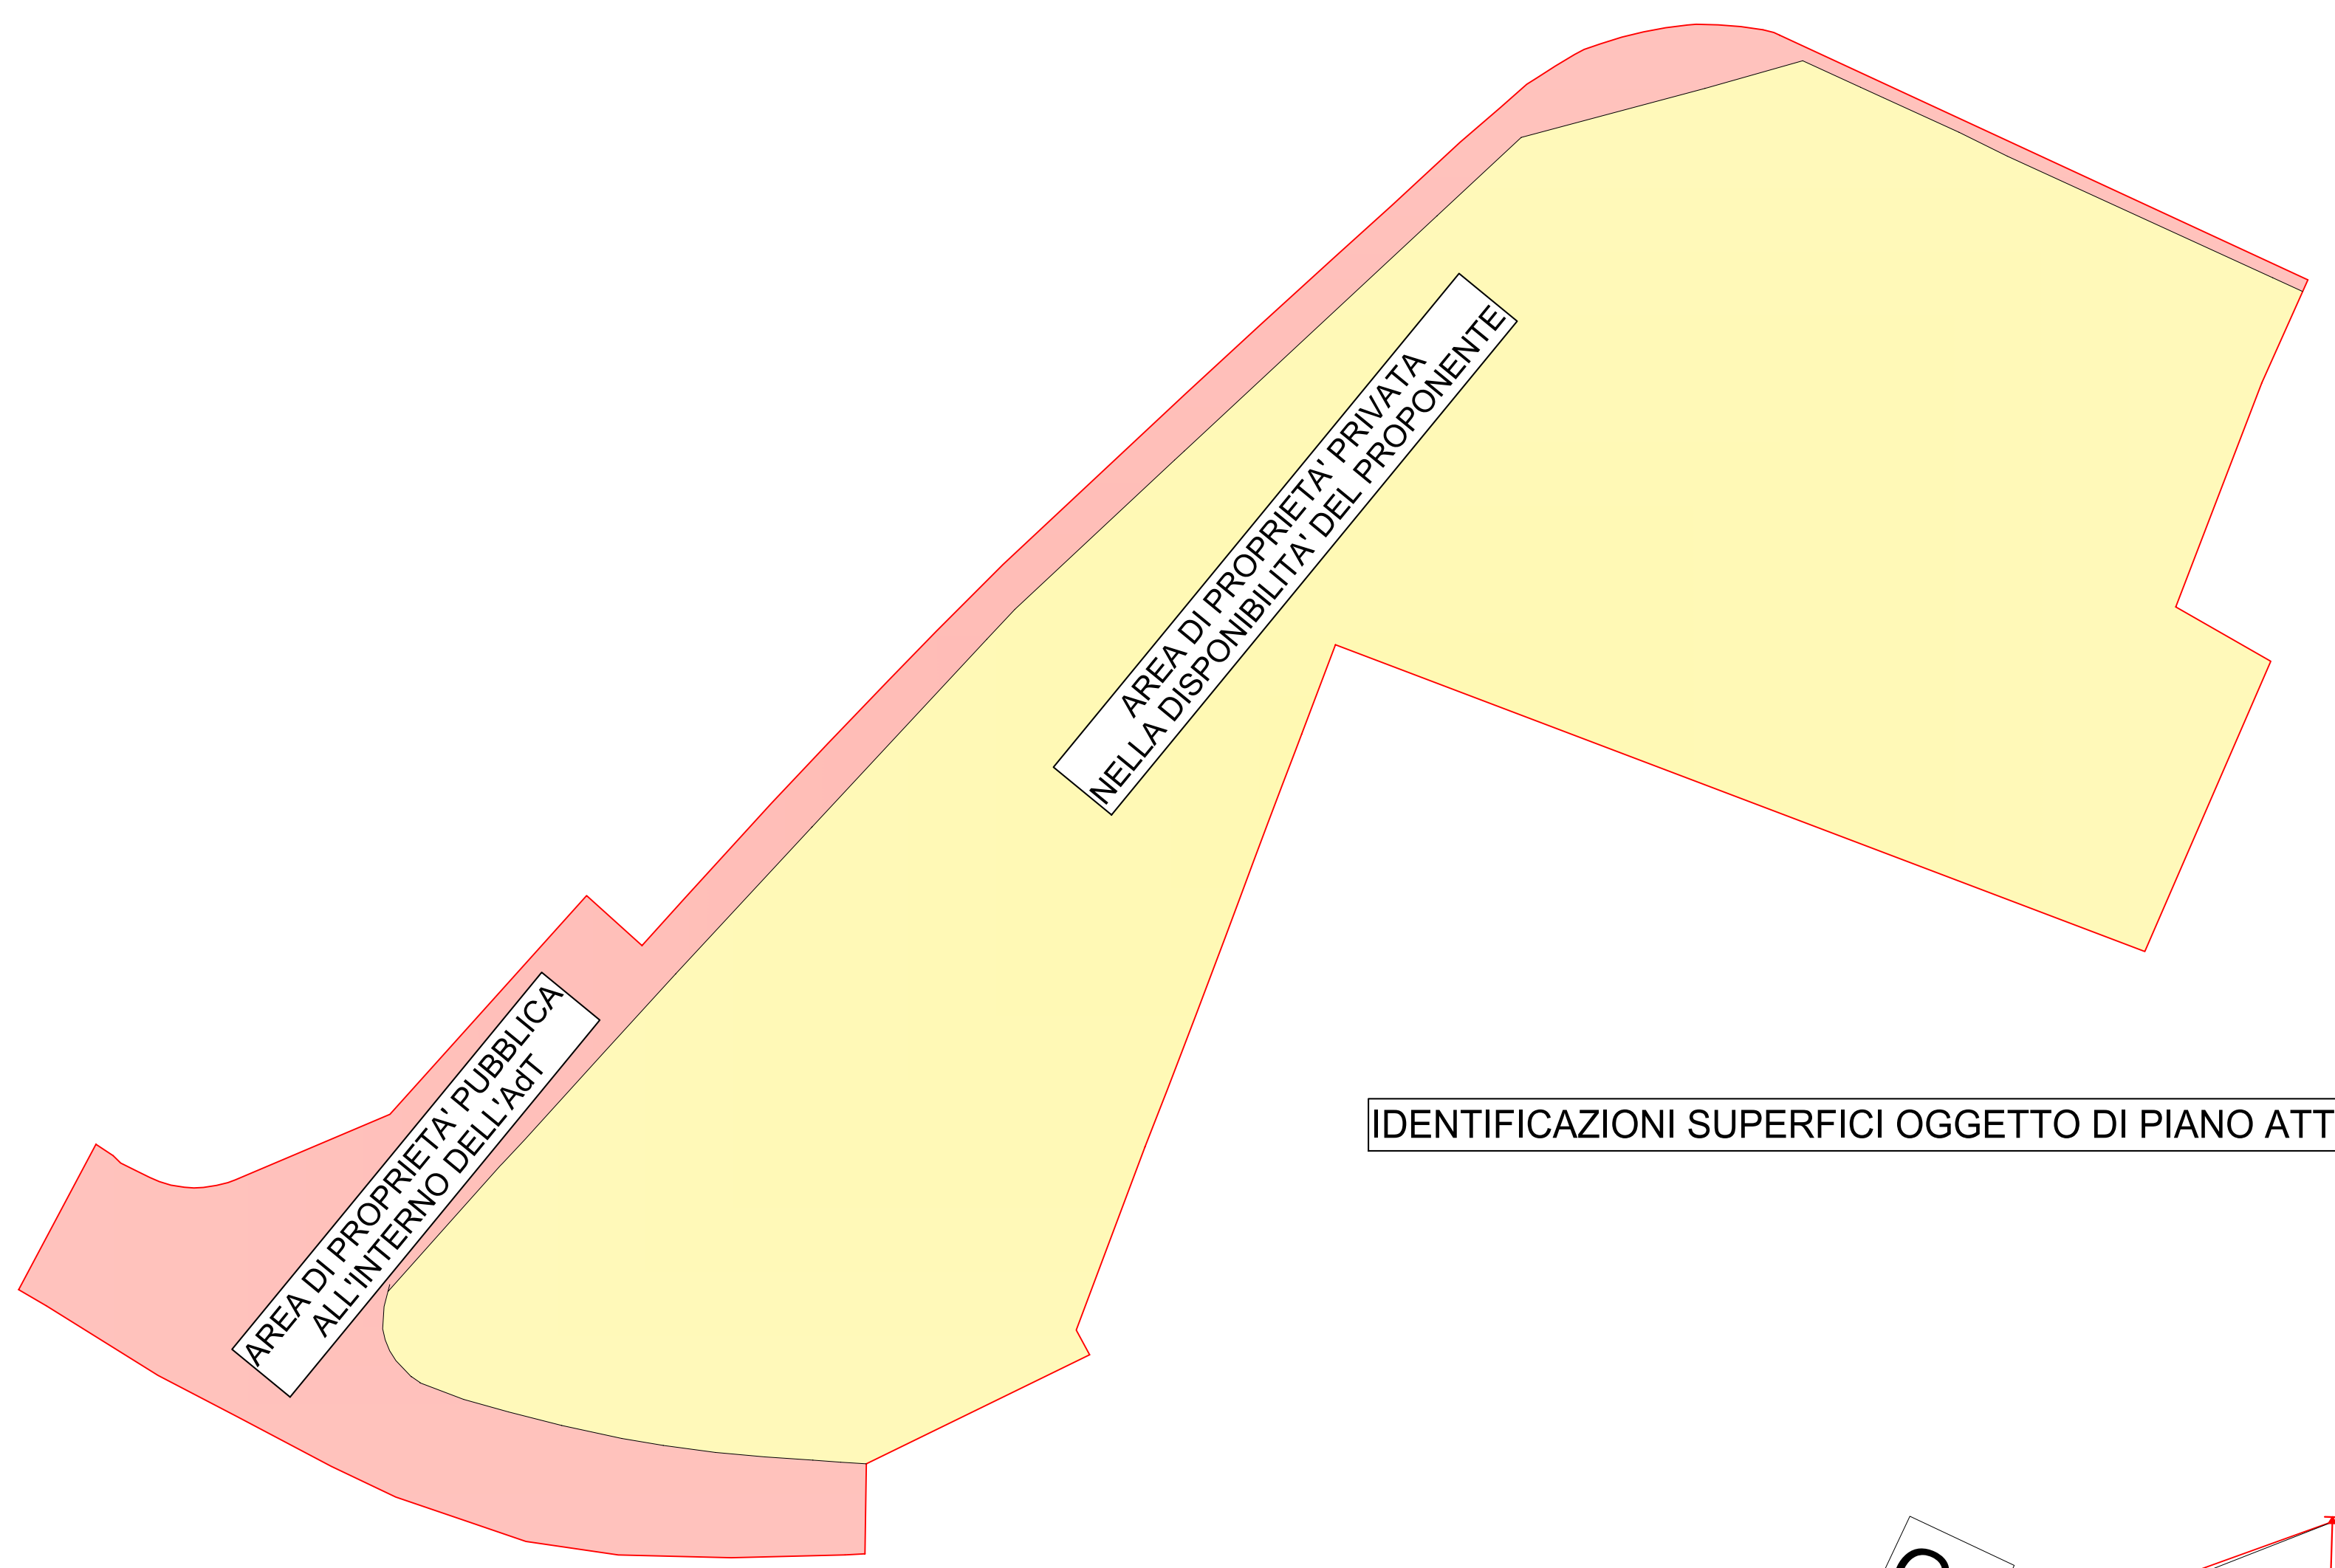 AREA DI PROPRIETA' PRIVATA
NELLA DISPONIBILITA' DEL PROPONENTE
AREA DI PROPRIETA' PUBBLICA
ALL'INTERNO DELL'AdT
IDENTIFICAZIONI SUPERFICI OGGETTO DI PIANO ATT